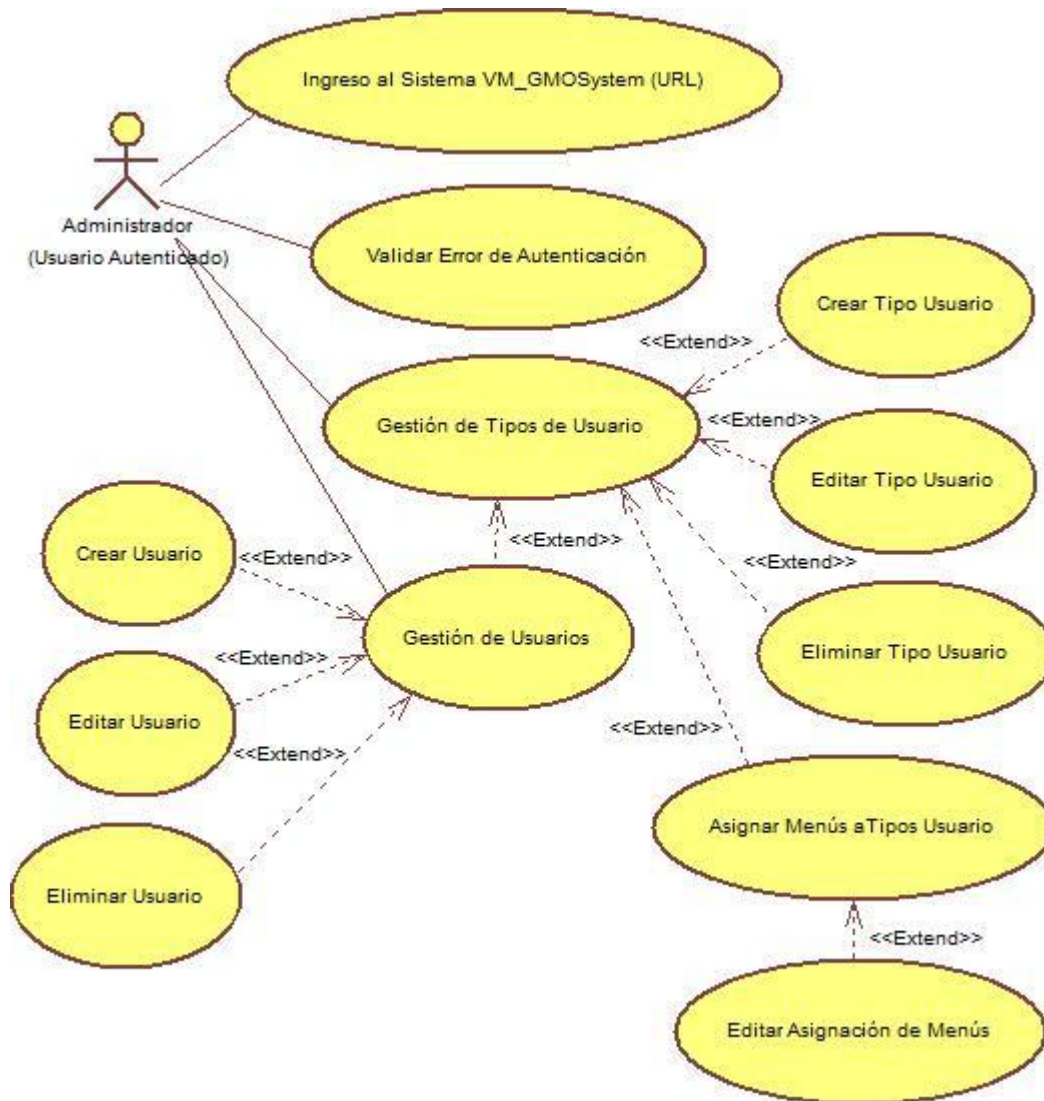 Ingreso al Sistema VM_GMOSystem (URL)
Administrador
(Usuario Autenticado)
Validar Error de Autenticación
Crear Tipo Usuario
<<Extend>>
Gestión de Tipos de Usuario
<<Extend>>
Editar Tipo Usuario
Crear Usuario
<<Extend>>
<<Extend>>
<<Extend>>
Gestión de Usuarios
Eliminar Tipo Usuario
<<Extend>>
Editar Usuario
<<Extend>>
<<Extend>>
Asignar Menús aTipos Usuario
Eliminar Usuario
<<Extend>>
Editar Asignación de Menús